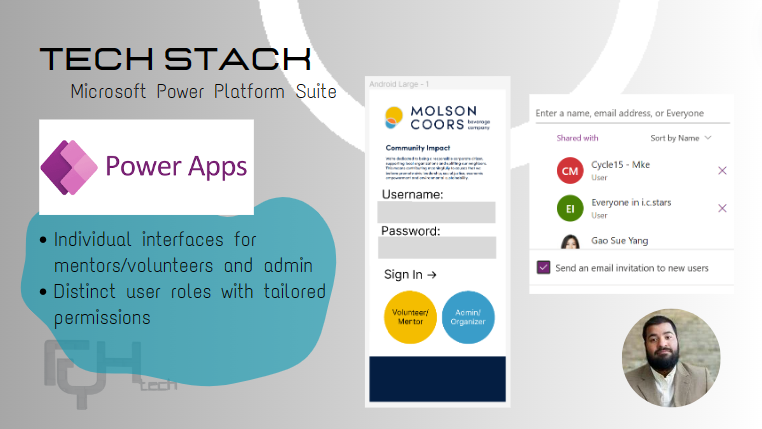 TECH STACK
Microsoft Power Platform Suite
Power Apps
• Individual interfaces for
mentors/volunteers and admin
• Distinct user roles with tailored
permissions
FQH
tech
Android Large - 1
MOLSON
COORS beverage
company
Community Impact
Username:
Password:
Sign In →
Volunteer/
Mentor
Admin/
Organizer
Enter a name, email address, or Everyone
Shared with
Sort by Name
CM
Cycle15 - Mke
User
EI
Everyone in i.c.stars
User
Gao Sue Yang
Send an email invitation to new users